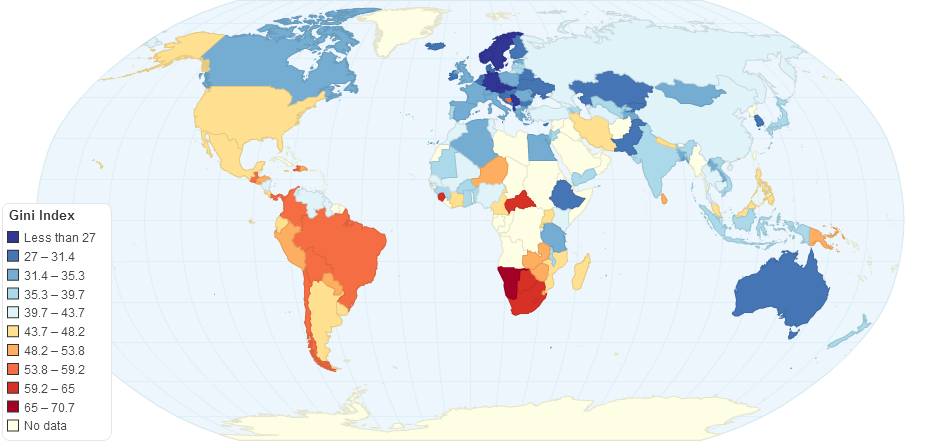 Gini Index
Less than 27
27 – 31.4
31.4 – 35.3
35.3 – 39.7
39.7 – 43.7
43.7 – 48.2
48.2 – 53.8
53.8 – 59.2
59.2 – 65
65 – 70.7
No data